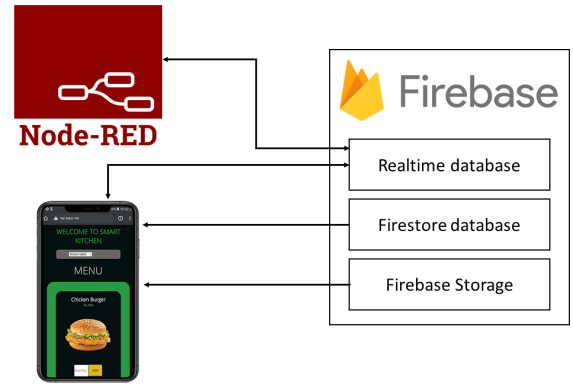 Node-RED
Firebase
Realtime database
Firestore database
Firebase Storage
WELCOME TO SMART
KITCHEN
MENU
Chicken Burger